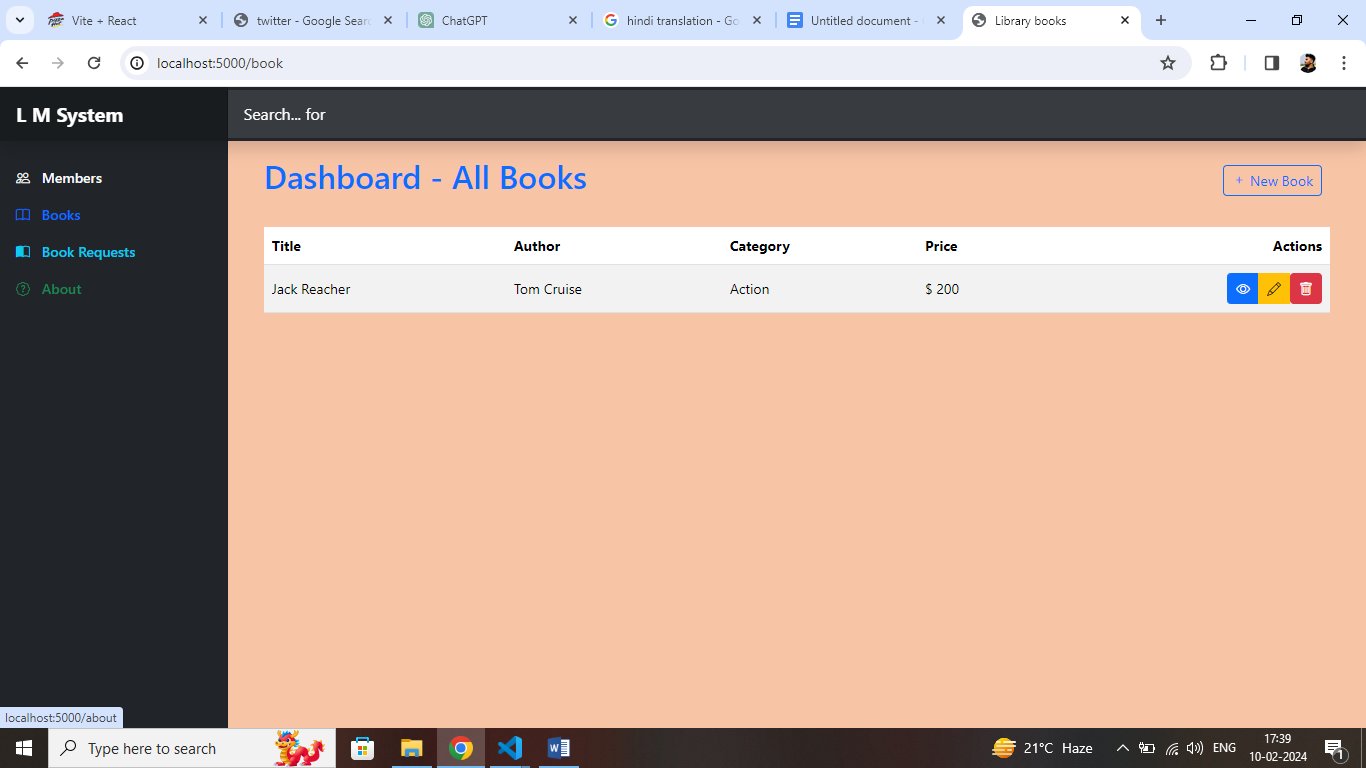 Vite + React
twitter - Google Searc
ChatGPT
hindi translation - Go
Untitled document -
Library books
localhost:5000/book
L M System
Search... for
Members
Books
Book Requests
About
Dashboard - All Books
+ New Book
Title Author Category Price Actions
Jack Reacher Tom Cruise Action $ 200
localhost:5000/about
Type here to search
21°C Haze
ENG
17:39
10-02-2024
1